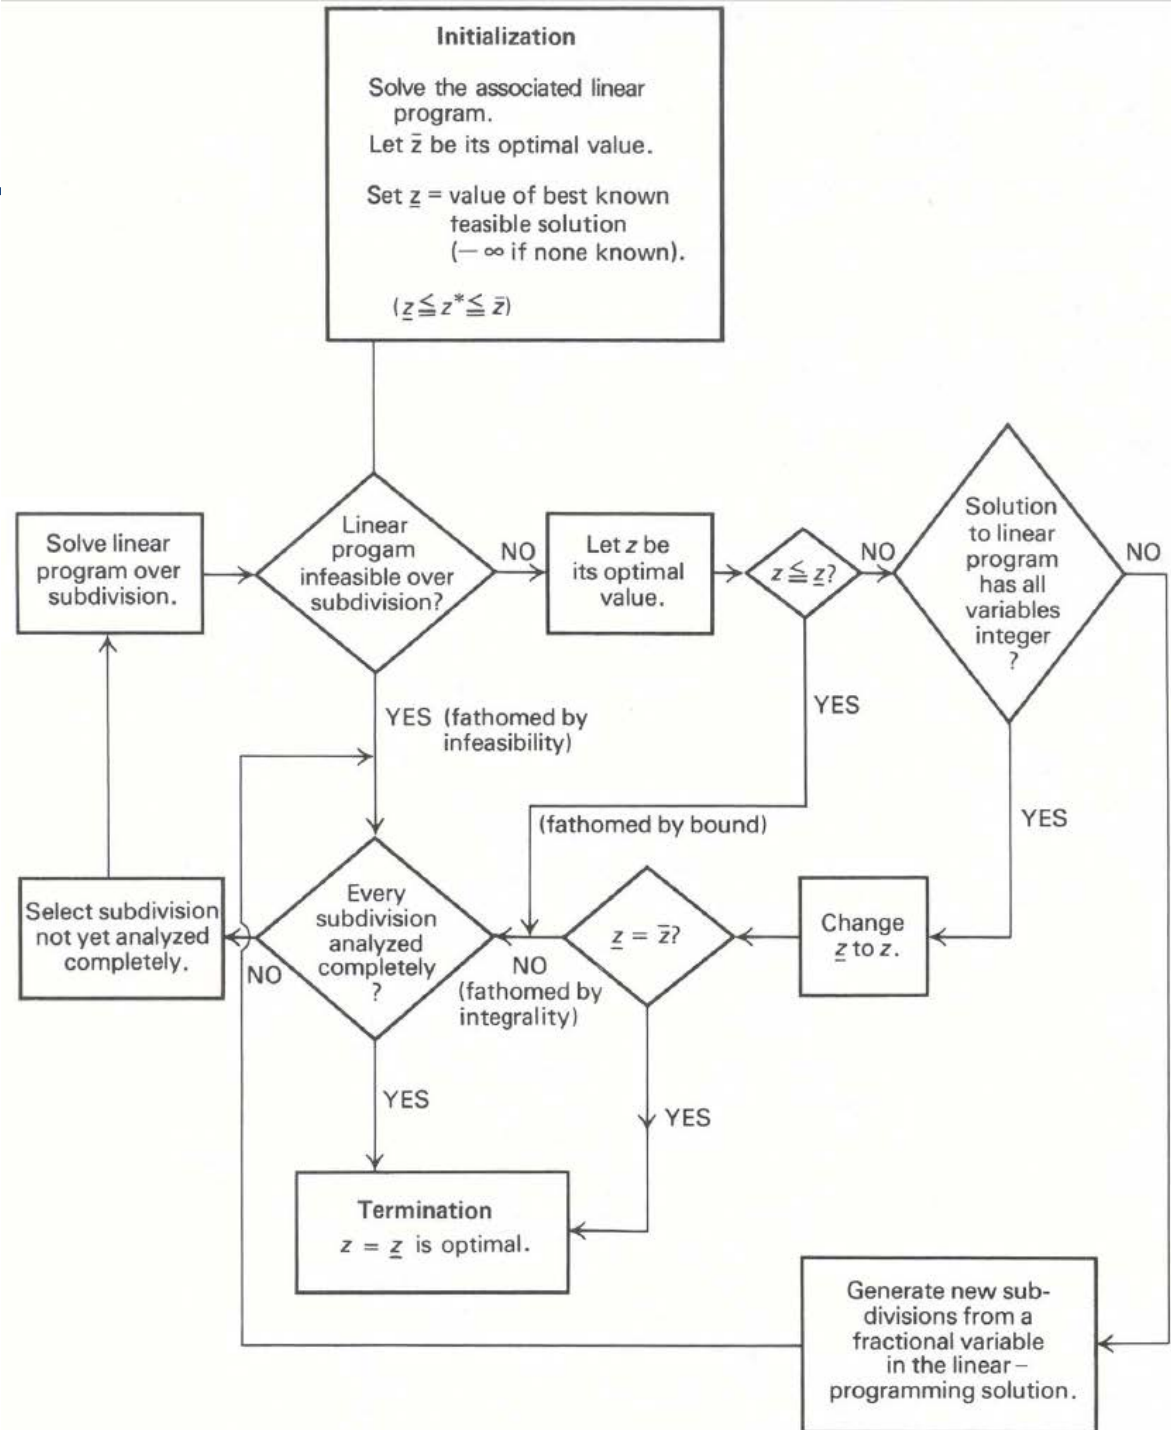 Initialization
Solve the associated linear
program.
Let z̄ be its optimal value.
Set z̲ = value of best known
feasible solution
(− ∞ if none known).
(z̲ ≦ z* ≦ z̄)
Solve linear
program over
subdivision.
Linear
progam
infeasible over
subdivision?
NO
Let z be
its optimal
value.
z ≦ z̲?
NO
Solution
to linear
program
has all
variables
integer
?
NO
YES (fathomed by
infeasibility)
YES
(fathomed by bound)
YES
Select subdivision
not yet analyzed
completely.
NO
Every
subdivision
analyzed
completely
?
NO
(fathomed by
integrality)
z̲ = z̄?
Change
z̲ to z.
YES
YES
Termination
z = z̲ is optimal.
Generate new sub-
divisions from a
fractional variable
in the linear –
programming solution.